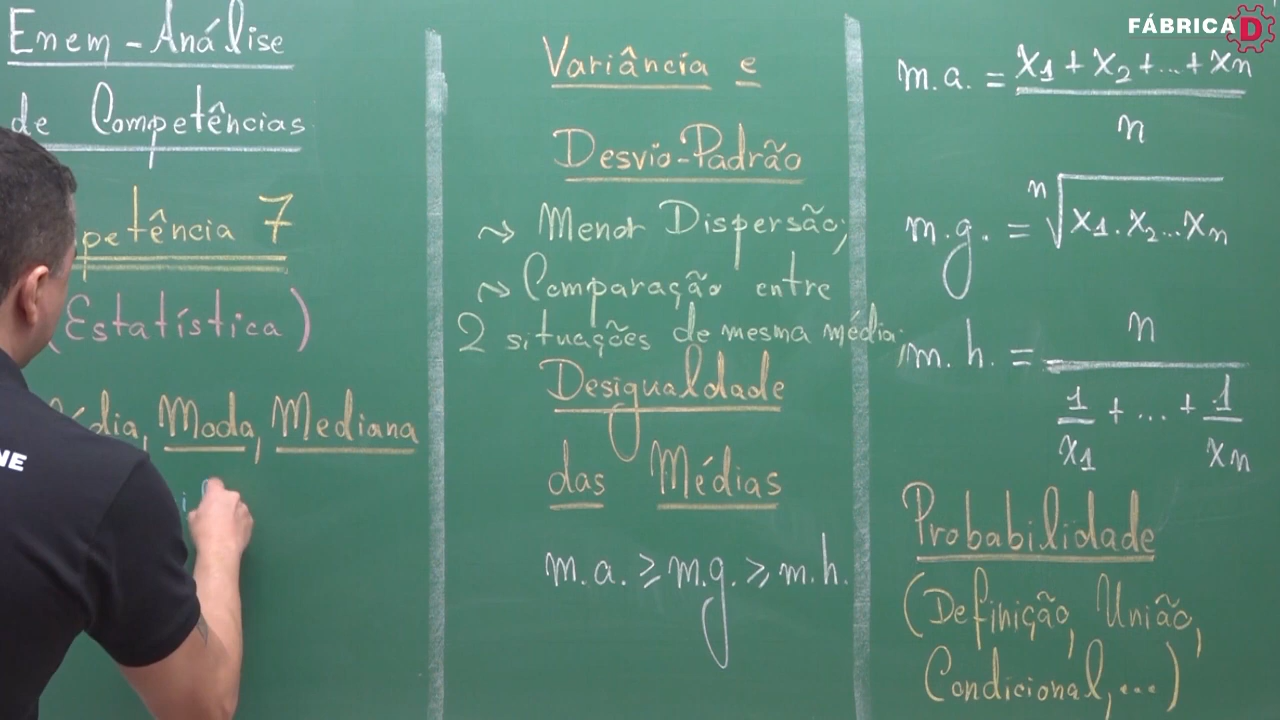 Enem - Análise
de Competências
petência 7
(Estatística)
dia, Moda, Mediana
Variância e
Desvio-Padrão
⤳ Menor Dispersão;
⤳ Comparação entre
2 situações de mesma média;
Desigualdade
das Médias
m.a. ≥ m.g. ≥ m.h.
FÁBRICA D
m.a. = x1 + x2 + ... + xn
n
m.g. = n√x1.x2...xn
m.h. = n
1/x1 + ... + 1/xn
Probabilidade
(Definição, União,
Condicional, ...)
NE